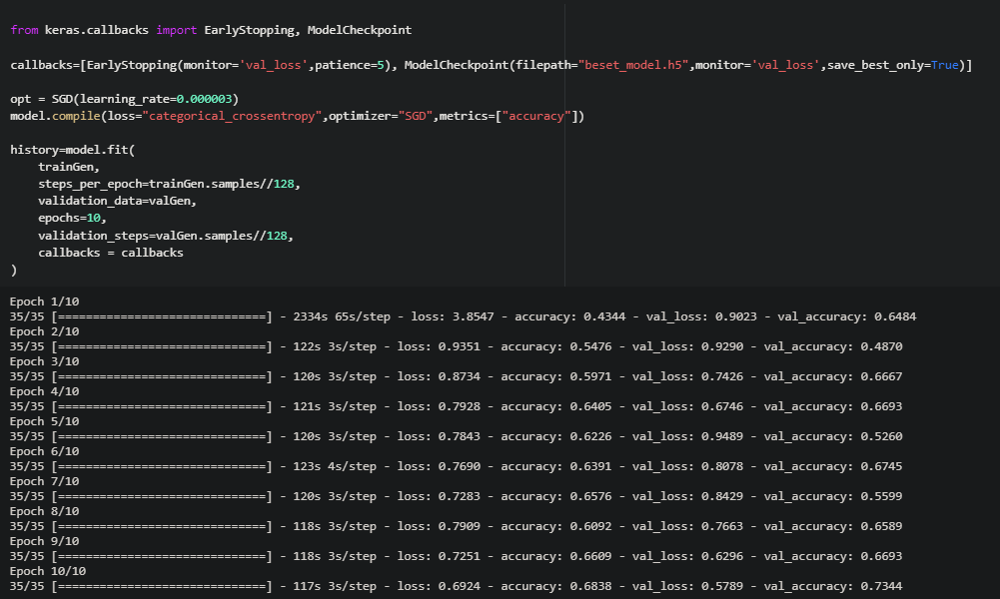 from keras.callbacks import EarlyStopping, ModelCheckpoint
callbacks=[EarlyStopping(monitor='val_loss',patience=5), ModelCheckpoint(filepath="beset_model.h5",monitor='val_loss',save_best_only=True)]
opt = SGD(learning_rate=0.000003)
model.compile(loss="categorical_crossentropy",optimizer="SGD",metrics=["accuracy"])
history=model.fit(
    trainGen,
    steps_per_epoch=trainGen.samples//128,
    validation_data=valGen,
    epochs=10,
    validation_steps=valGen.samples//128,
    callbacks = callbacks
)
Epoch 1/10
35/35 [==============================] - 2334s 65s/step - loss: 3.8547 - accuracy: 0.4344 - val_loss: 0.9023 - val_accuracy: 0.6484
Epoch 2/10
35/35 [==============================] - 122s 3s/step - loss: 0.9351 - accuracy: 0.5476 - val_loss: 0.9290 - val_accuracy: 0.4870
Epoch 3/10
35/35 [==============================] - 120s 3s/step - loss: 0.8734 - accuracy: 0.5971 - val_loss: 0.7426 - val_accuracy: 0.6667
Epoch 4/10
35/35 [==============================] - 121s 3s/step - loss: 0.7928 - accuracy: 0.6405 - val_loss: 0.6746 - val_accuracy: 0.6693
Epoch 5/10
35/35 [==============================] - 120s 3s/step - loss: 0.7843 - accuracy: 0.6226 - val_loss: 0.9489 - val_accuracy: 0.5260
Epoch 6/10
35/35 [==============================] - 123s 4s/step - loss: 0.7690 - accuracy: 0.6391 - val_loss: 0.8078 - val_accuracy: 0.6745
Epoch 7/10
35/35 [==============================] - 120s 3s/step - loss: 0.7283 - accuracy: 0.6576 - val_loss: 0.8429 - val_accuracy: 0.5599
Epoch 8/10
35/35 [==============================] - 118s 3s/step - loss: 0.7909 - accuracy: 0.6092 - val_loss: 0.7663 - val_accuracy: 0.6589
Epoch 9/10
35/35 [==============================] - 118s 3s/step - loss: 0.7251 - accuracy: 0.6609 - val_loss: 0.6296 - val_accuracy: 0.6693
Epoch 10/10
35/35 [==============================] - 117s 3s/step - loss: 0.6924 - accuracy: 0.6838 - val_loss: 0.5789 - val_accuracy: 0.7344